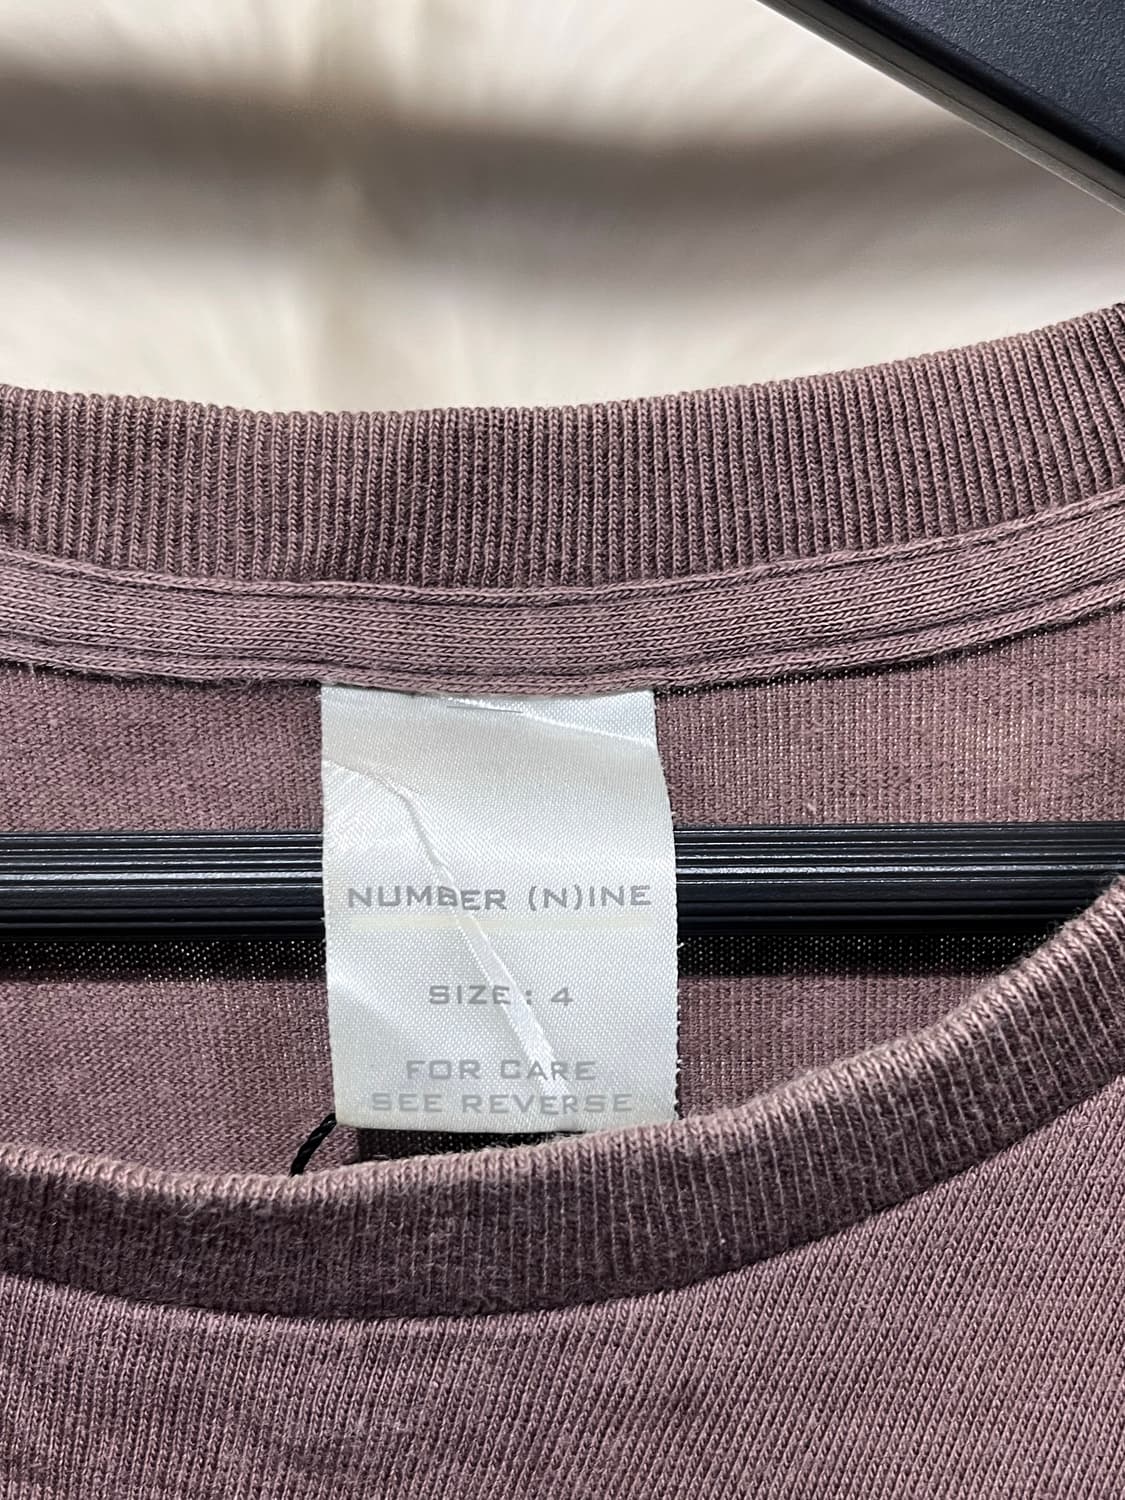 NUMBER (N)INE
SIZE : 4
FOR CARE
SEE REVERSE